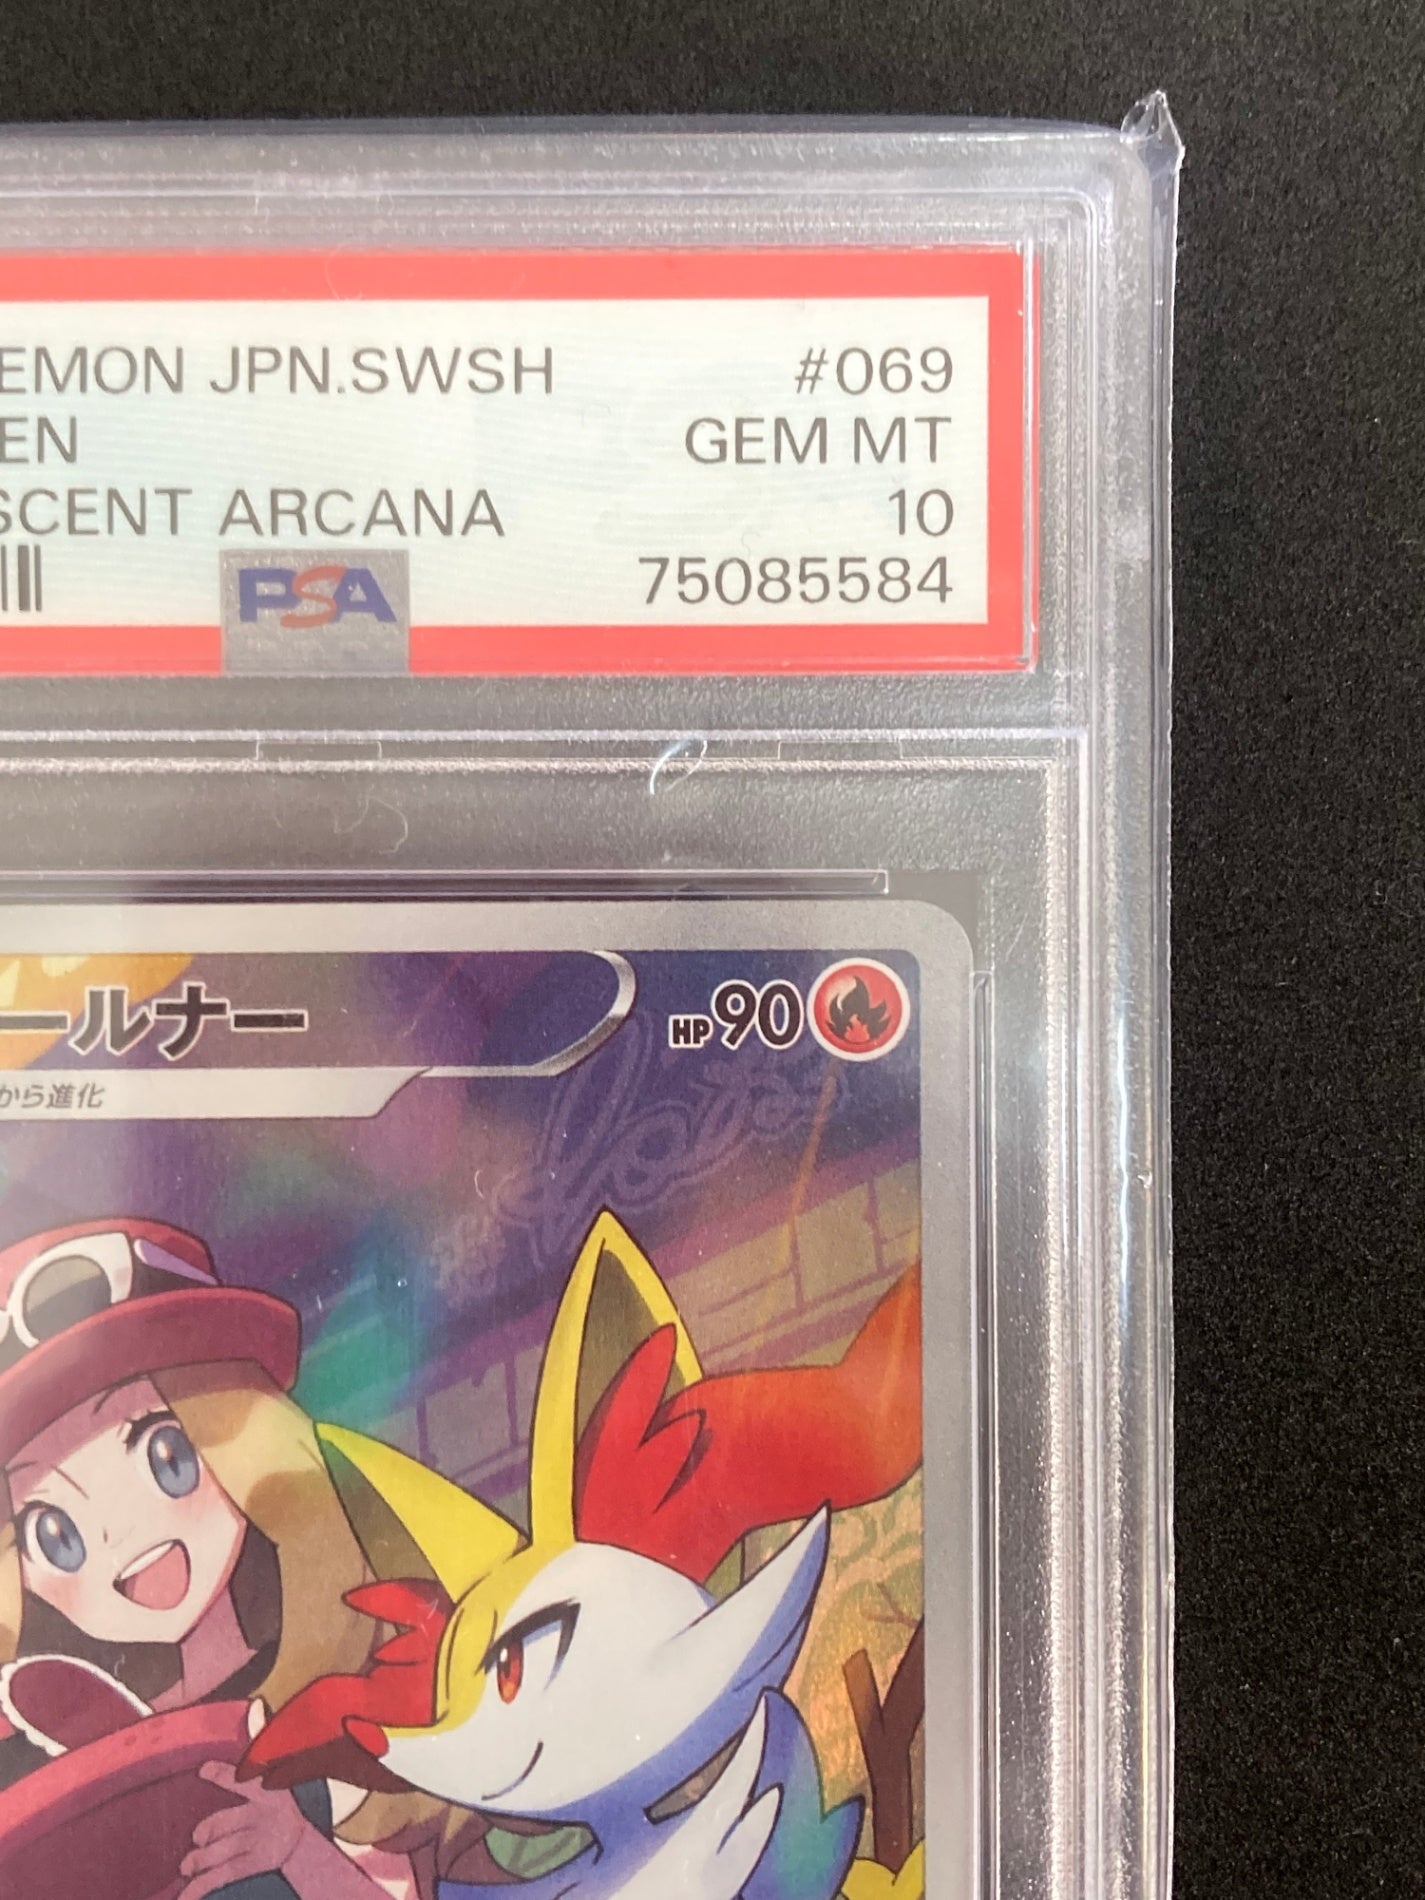 EMON JPN.SWSH #069
EN GEM MT
SCENT ARCANA 10
PSA 75085584
ールナー HP90
から進化